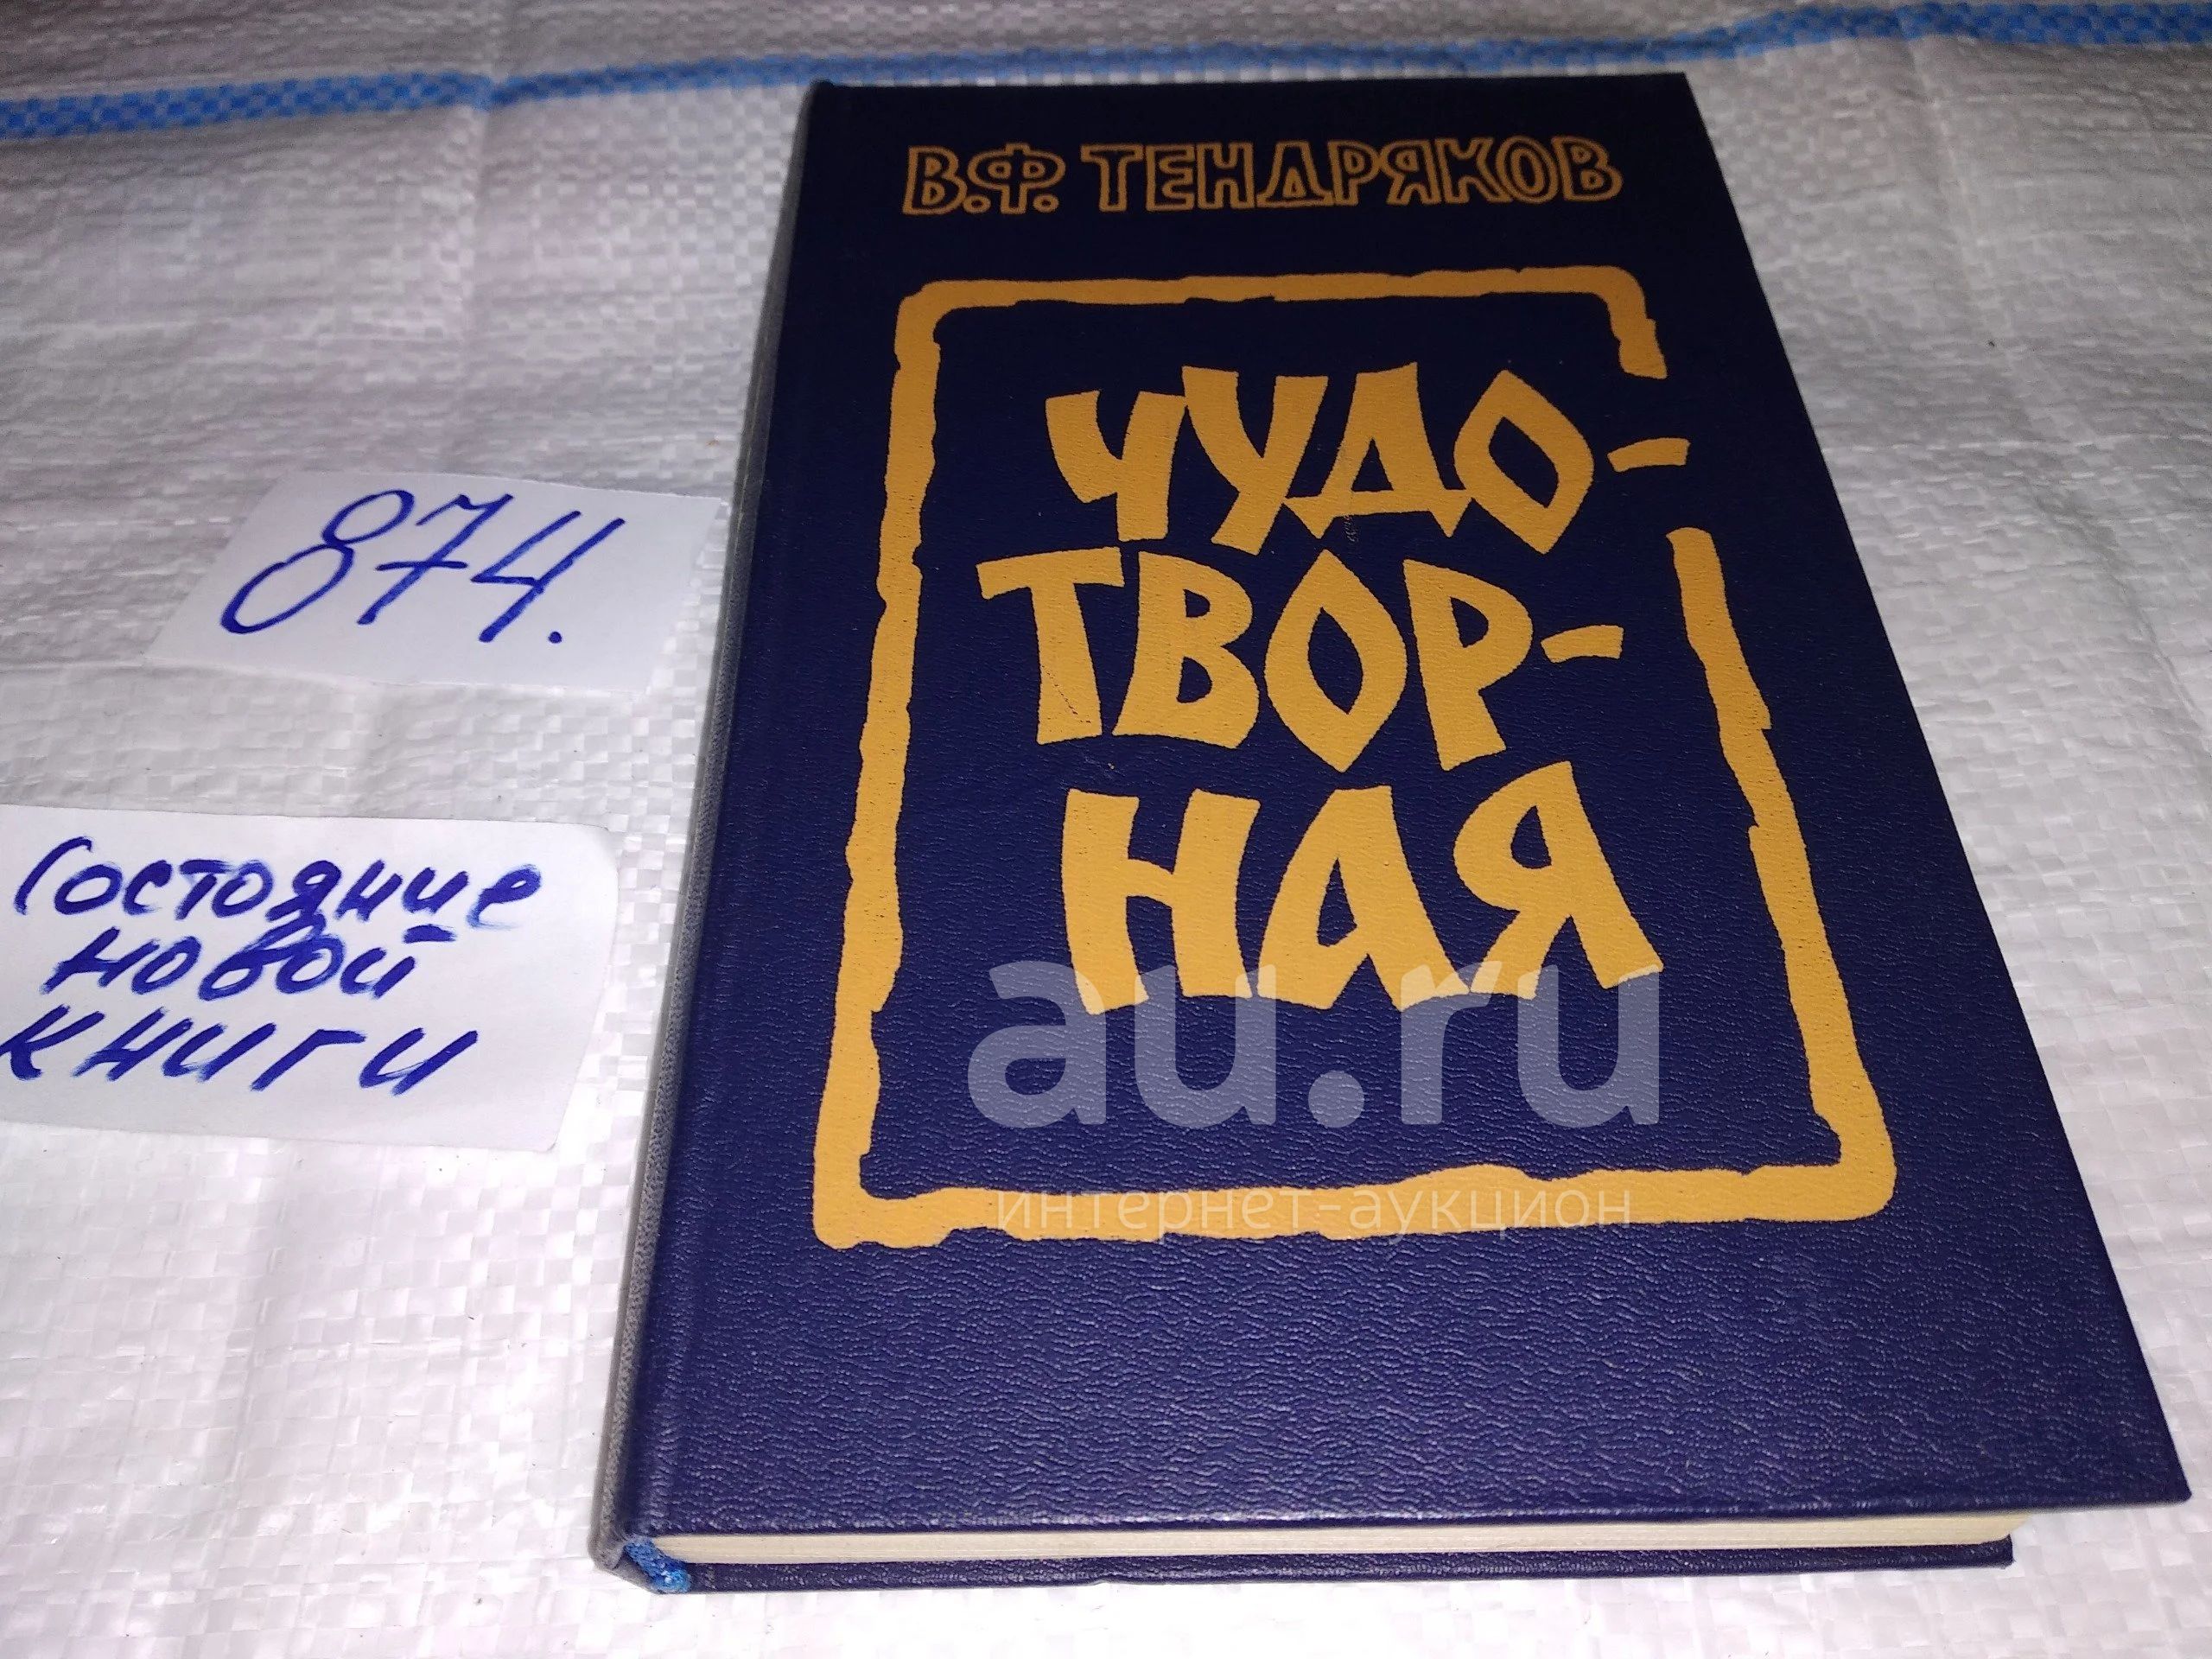 В.Ф. ТЕНДРЯКОВ
ЧУДО-
ТВОР-
НАЯ
874.
Состояние
новой
книги
au.ru
интернет-аукцион